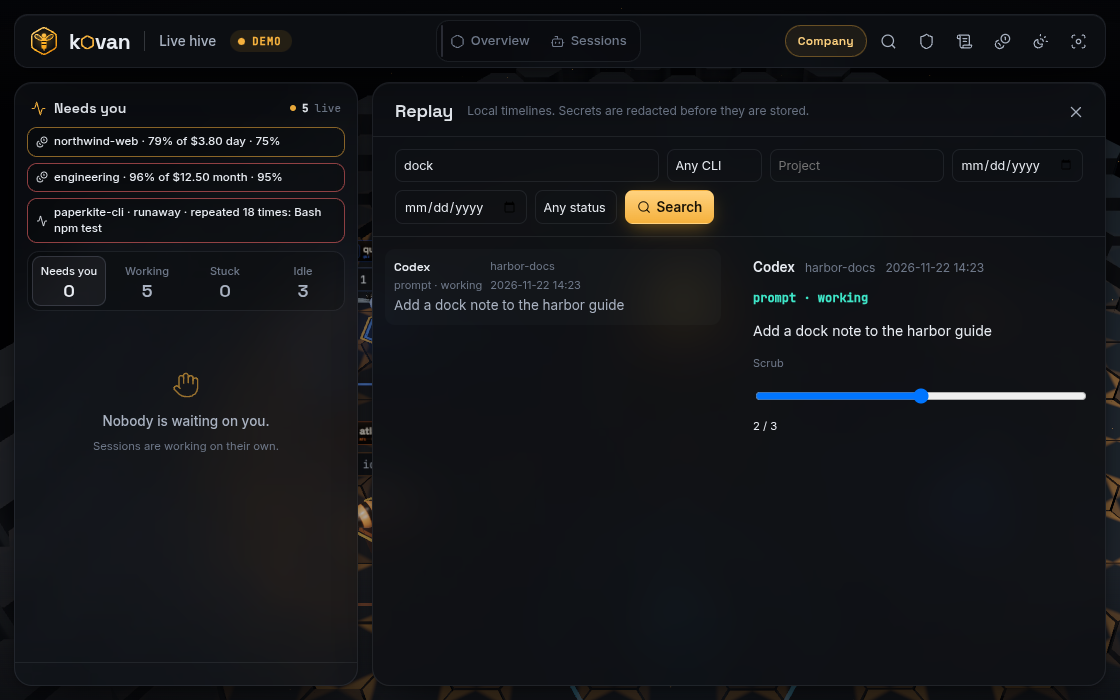 kovan
Live hive
DEMO
Overview
Sessions
Company
Needs you
5 live
northwind-web · 79% of $3.80 day · 75%
engineering · 96% of $12.50 month · 95%
paperkite-cli · runaway · repeated 18 times: Bash
npm test
Needs you
Working
Stuck
Idle
0
5
0
3
Nobody is waiting on you.
Sessions are working on their own.
Replay
Local timelines. Secrets are redacted before they are stored.
dock
Any CLI
Project
mm/dd/yyyy
mm/dd/yyyy
Any status
Search
Codex
harbor-docs
prompt · working
2026-11-22 14:23
Add a dock note to the harbor guide
Codex
harbor-docs
2026-11-22 14:23
prompt · working
Add a dock note to the harbor guide
Scrub
2 / 3